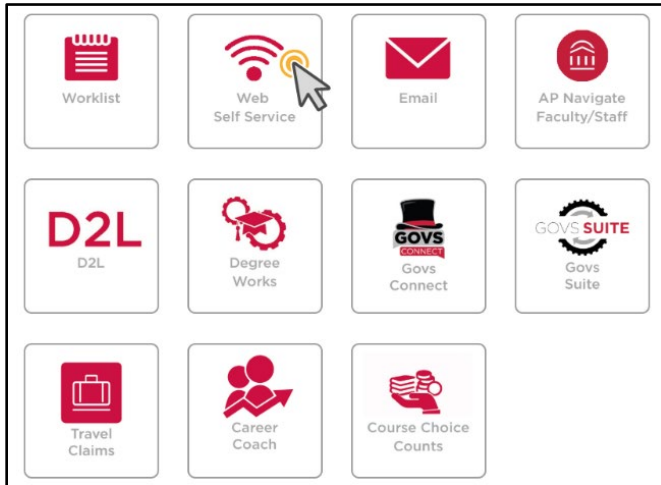 Worklist
Web
Self Service
Email
AP Navigate
Faculty/Staff
D2L
D2L
Degree
Works
GOVS
CONNECT
Govs
Connect
GOVS SUITE
Govs
Suite
Travel
Claims
Career
Coach
Course Choice
Counts